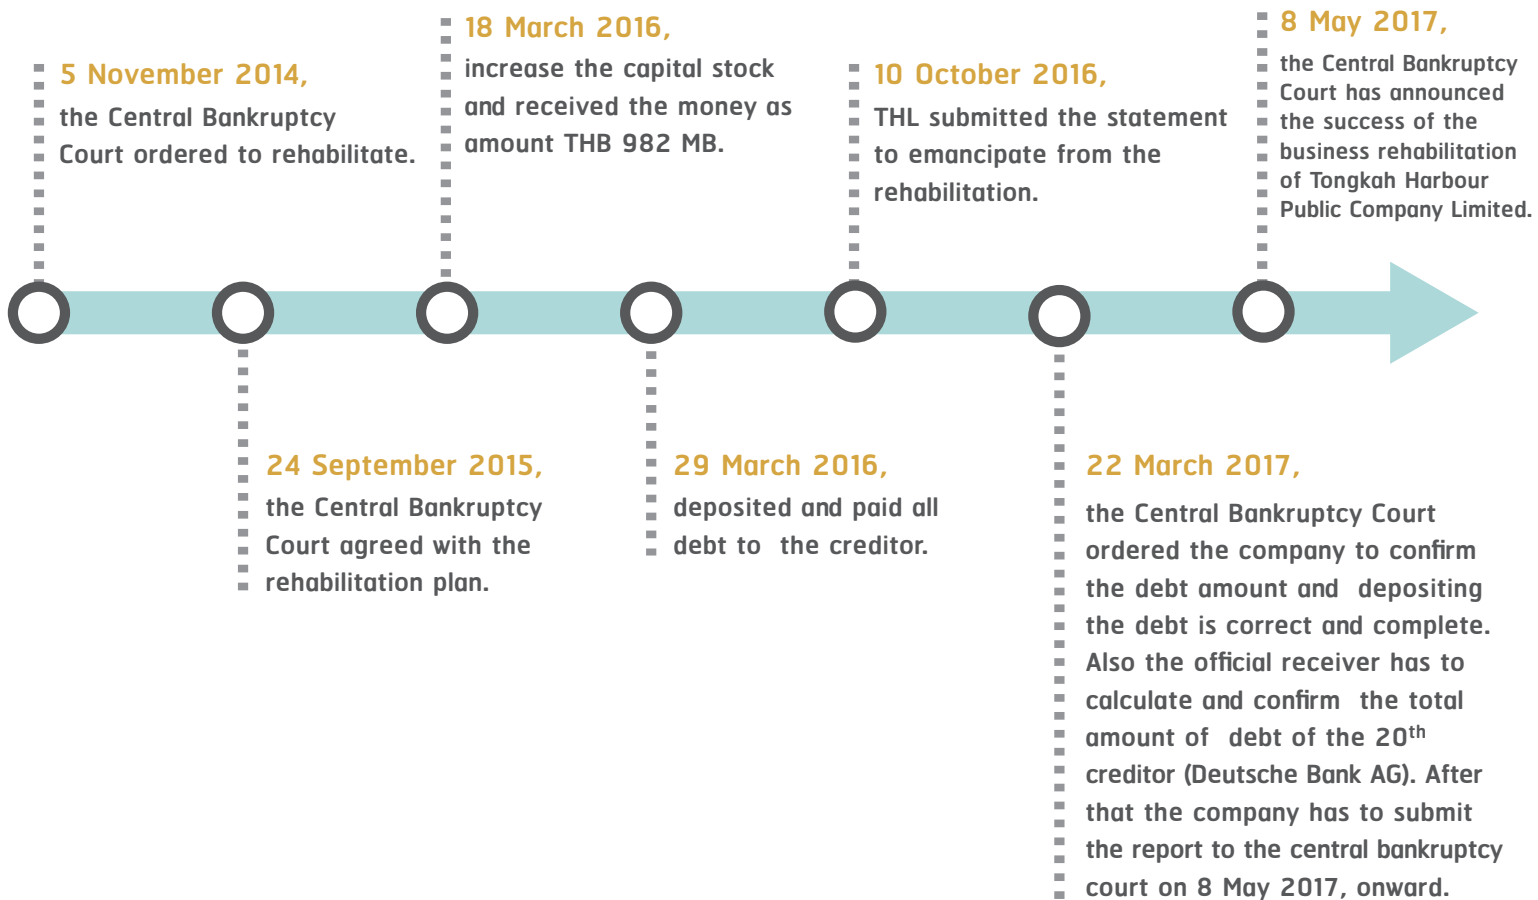 5 November 2014,
the Central Bankruptcy
Court ordered to rehabilitate.
24 September 2015,
the Central Bankruptcy
Court agreed with the
rehabilitation plan.
18 March 2016,
increase the capital stock
and received the money as
amount THB 982 MB.
29 March 2016,
deposited and paid all
debt to the creditor.
10 October 2016,
THL submitted the statement
to emancipate from the
rehabilitation.
22 March 2017,
the Central Bankruptcy Court
ordered the company to confirm
the debt amount and depositing
the debt is correct and complete.
Also the official receiver has to
calculate and confirm the total
amount of debt of the 20th
creditor (Deutsche Bank AG). After
that the company has to submit
the report to the central bankruptcy
court on 8 May 2017, onward.
8 May 2017,
the Central Bankruptcy
Court has announced
the success of the
business rehabilitation
of Tongkah Harbour
Public Company Limited.